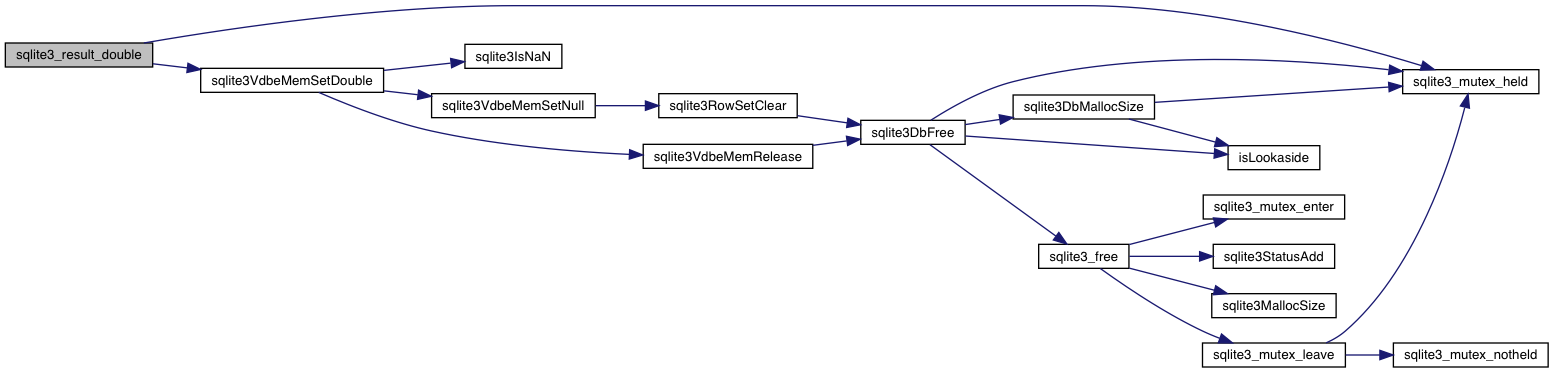 sqlite3_result_double
sqlite3VdbeMemSetDouble
sqlite3IsNaN
sqlite3VdbeMemSetNull
sqlite3VdbeMemRelease
sqlite3RowSetClear
sqlite3DbFree
sqlite3DbMallocSize
sqlite3_mutex_held
isLookaside
sqlite3_free
sqlite3_mutex_enter
sqlite3StatusAdd
sqlite3MallocSize
sqlite3_mutex_leave
sqlite3_mutex_notheld